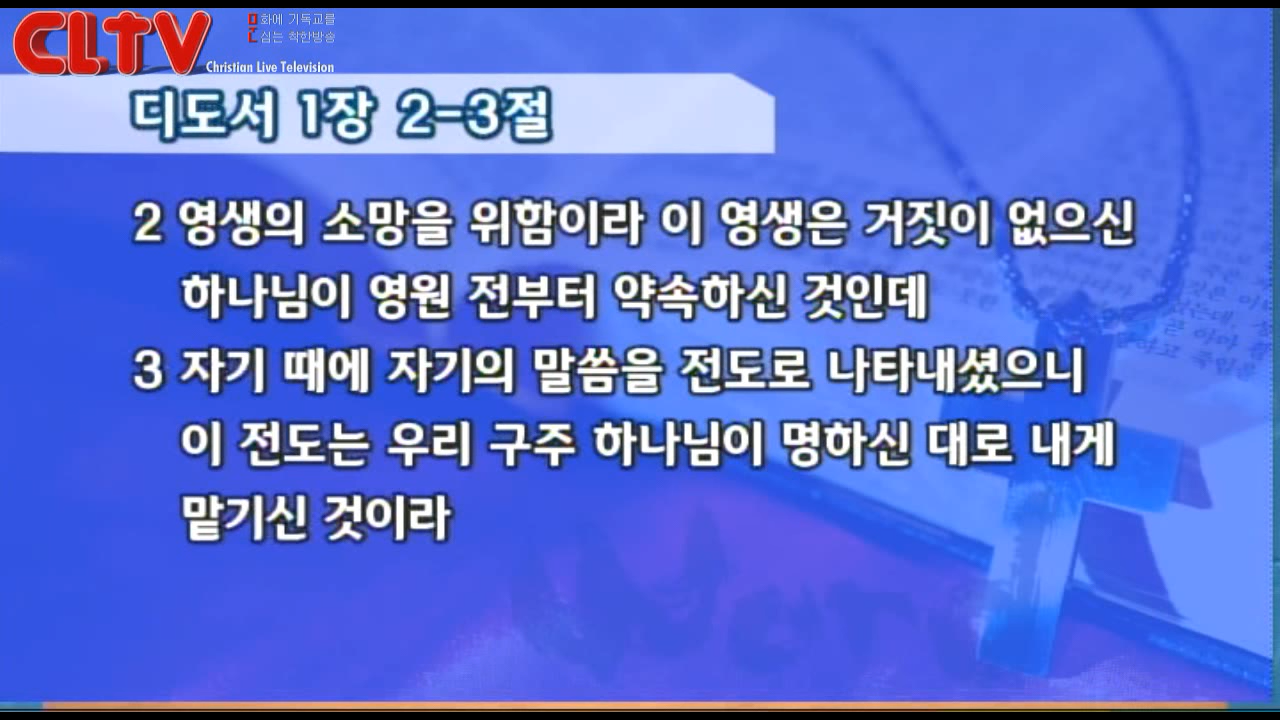 CLTV
문화에 기독교를
심는 착한방송
Christian Live Television
디도서 1장 2-3절
2 영생의 소망을 위함이라 이 영생은 거짓이 없으신
하나님이 영원 전부터 약속하신 것인데
3 자기 때에 자기의 말씀을 전도로 나타내셨으니
이 전도는 우리 구주 하나님이 명하신 대로 내게
맡기신 것이라